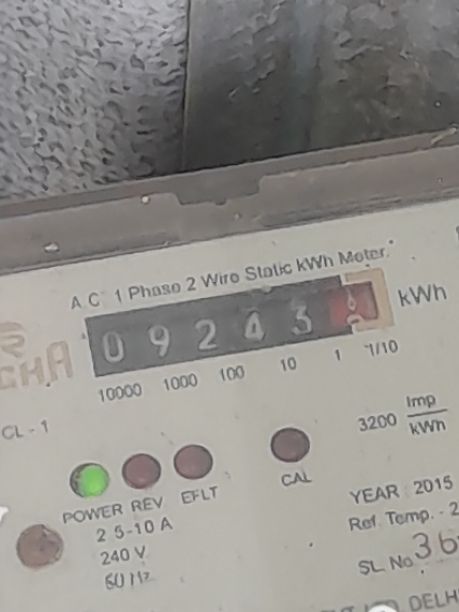 A C 1 Phase 2 Wire Static kWh Meter.
0 9 2 4 3
kWh
10000 1000 100 10 1 1/10
CL - 1
3200 Imp/kWh
POWER REV EFLT CAL
2 5-10 A
240 V
50 Hz
YEAR 2015
Ref. Temp. - 2
SL No 36
DELH